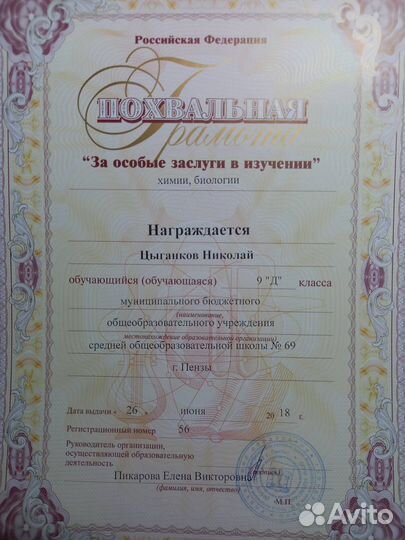 Российская Федерация
ПОХВАЛЬНАЯ
Грамота
"За особые заслуги в изучении"
химии, биологии
Награждается
Цыганков Николай
обучающийся (обучающаяся) 9 "Д" класса
муниципального бюджетного
(наименование,
общеобразовательного учреждения
местонахождение образовательной организации)
средней общеобразовательной школы № 69
г. Пензы
Дата выдачи « 26 » июня 2018 г.
Регистрационный номер 56
Руководитель организации,
осуществляющей образовательную
деятельность
(подпись)
Пикарова Елена Викторовна
(фамилия, имя, отчество)
М.П.
Avito